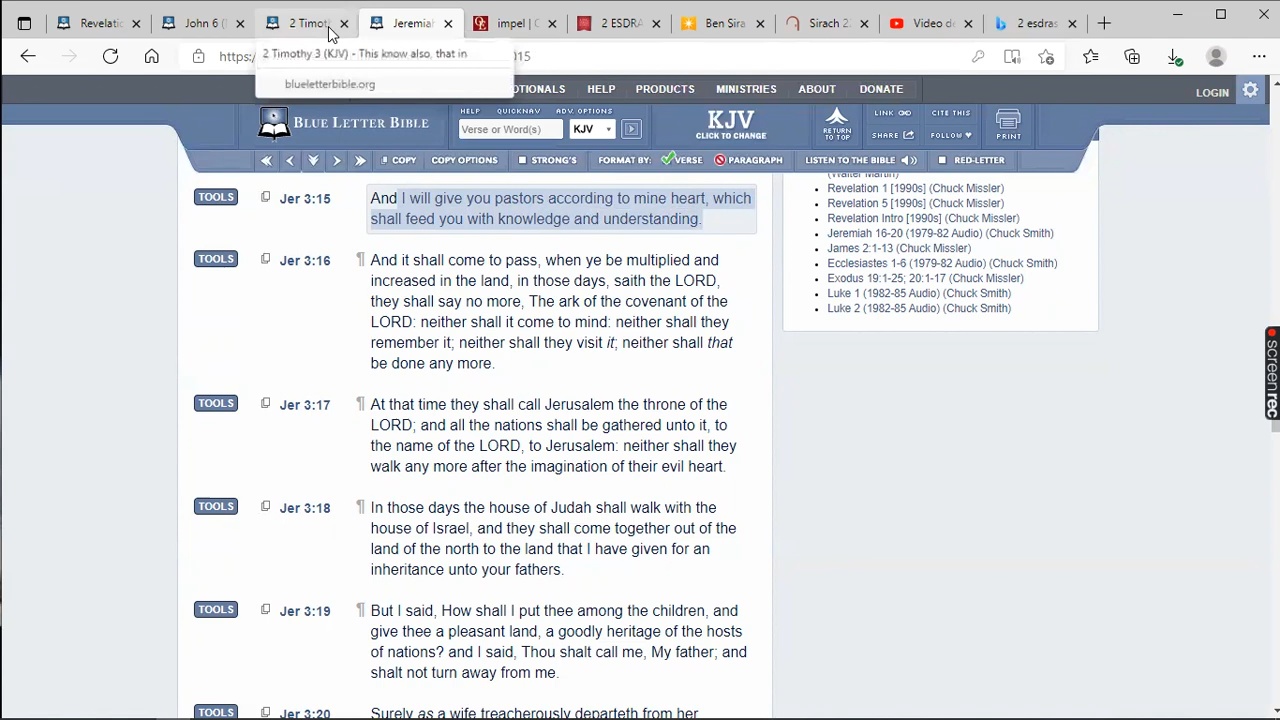 Revelati
John 6 (
2 Timoth
Jeremiah
impel | C
2 ESDRA
Ben Sira
Sirach 2
Video de
2 esdras
https:/
015
2 Timothy 3 (KJV) - This know also, that in
blueletterbible.org
OTIONALS
HELP
PRODUCTS
MINISTRIES
ABOUT
DONATE
LOGIN
BLUE LETTER BIBLE
HELP
QUICKNAV
ADV. OPTIONS
Verse or Word(s)
KJV
KJV
CLICK TO CHANGE
RETURN
TO TOP
LINK
SHARE
CITE THIS
FOLLOW
PRINT
COPY
COPY OPTIONS
STRONG'S
FORMAT BY:
VERSE
PARAGRAPH
LISTEN TO THE BIBLE
RED-LETTER
TOOLS
Jer 3:15
And I will give you pastors according to mine heart, which
shall feed you with knowledge and understanding.
TOOLS
Jer 3:16
¶ And it shall come to pass, when ye be multiplied and
increased in the land, in those days, saith the LORD,
they shall say no more, The ark of the covenant of the
LORD: neither shall it come to mind: neither shall they
remember it; neither shall they visit it; neither shall that
be done any more.
TOOLS
Jer 3:17
¶ At that time they shall call Jerusalem the throne of the
LORD; and all the nations shall be gathered unto it, to
the name of the LORD, to Jerusalem: neither shall they
walk any more after the imagination of their evil heart.
TOOLS
Jer 3:18
¶ In those days the house of Judah shall walk with the
house of Israel, and they shall come together out of the
land of the north to the land that I have given for an
inheritance unto your fathers.
TOOLS
Jer 3:19
¶ But I said, How shall I put thee among the children, and
give thee a pleasant land, a goodly heritage of the hosts
of nations? and I said, Thou shalt call me, My father; and
shalt not turn away from me.
TOOLS
Jer 3:20
Surely as a wife treacherously departeth from her
(Walter Martin)
Revelation 1 [1990s] (Chuck Missler)
Revelation 5 [1990s] (Chuck Missler)
Revelation Intro [1990s] (Chuck Missler)
Jeremiah 16-20 (1979-82 Audio) (Chuck Smith)
James 2:1-13 (Chuck Missler)
Ecclesiastes 1-6 (1979-82 Audio) (Chuck Smith)
Exodus 19:1-25; 20:1-17 (Chuck Missler)
Luke 1 (1982-85 Audio) (Chuck Smith)
Luke 2 (1982-85 Audio) (Chuck Smith)
screenrec